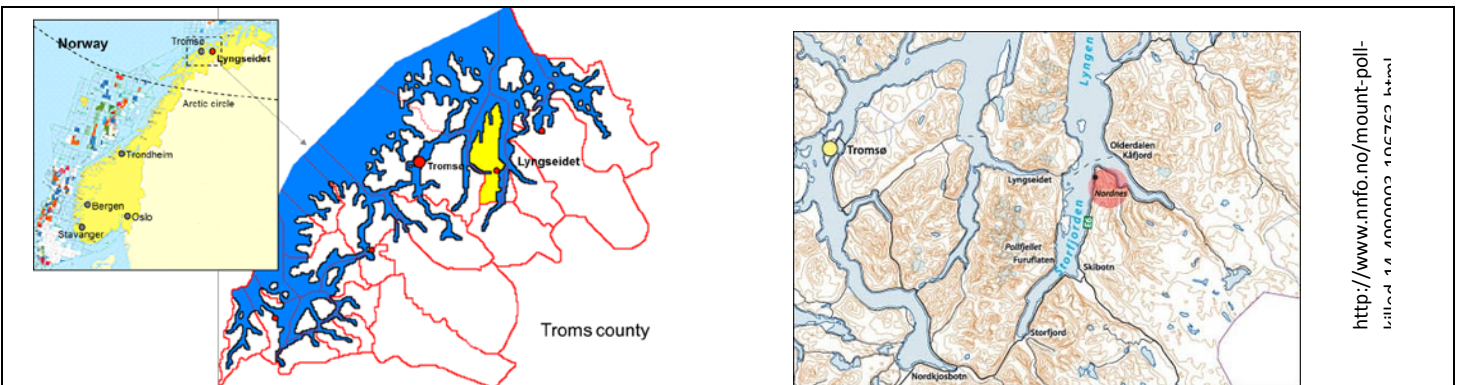 Norway
Tromsø
Lyngseidet
Arctic circle
Trondheim
Bergen
Oslo
Stavanger
Tromsø
Lyngseidet
Troms county
Lyngen
Tromsø
Olderdalen
Kåfjord
Lyngseidet
Nordnes
Storfjorden
E6
Pollfjellet
Furuflaten
Skibotn
Storfjord
Nordkjosbotn
http://www.nnfo.no/mount-poll-